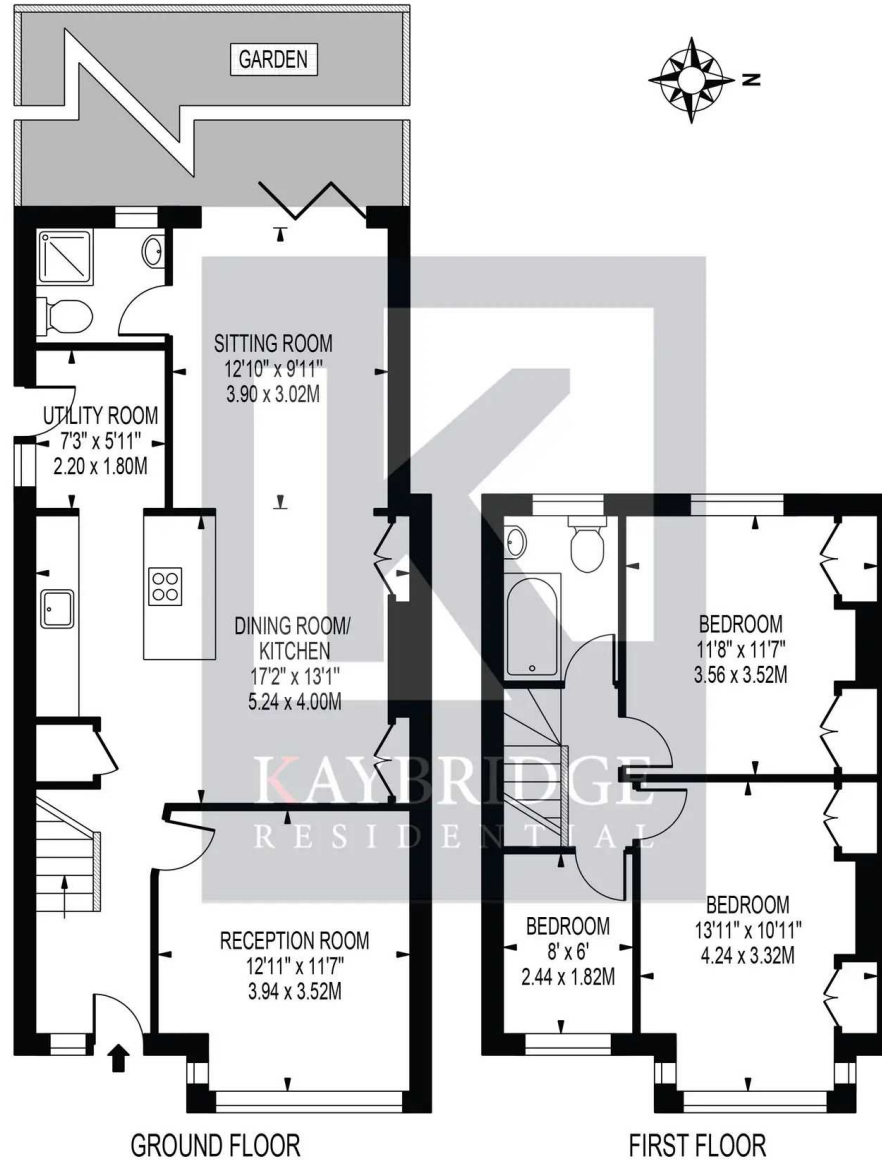 GARDEN
N
SITTING ROOM
12'10" x 9'11"
3.90 x 3.02M
UTILITY ROOM
7'3" x 5'11"
2.20 x 1.80M
DINING ROOM/
KITCHEN
17'2" x 13'1"
5.24 x 4.00M
RECEPTION ROOM
12'11" x 11'7"
3.94 x 3.52M
GROUND FLOOR
BEDROOM
11'8" x 11'7"
3.56 x 3.52M
BEDROOM
8' x 6'
2.44 x 1.82M
BEDROOM
13'11" x 10'11"
4.24 x 3.32M
FIRST FLOOR
KAYBRIDGE
RESIDENTIAL